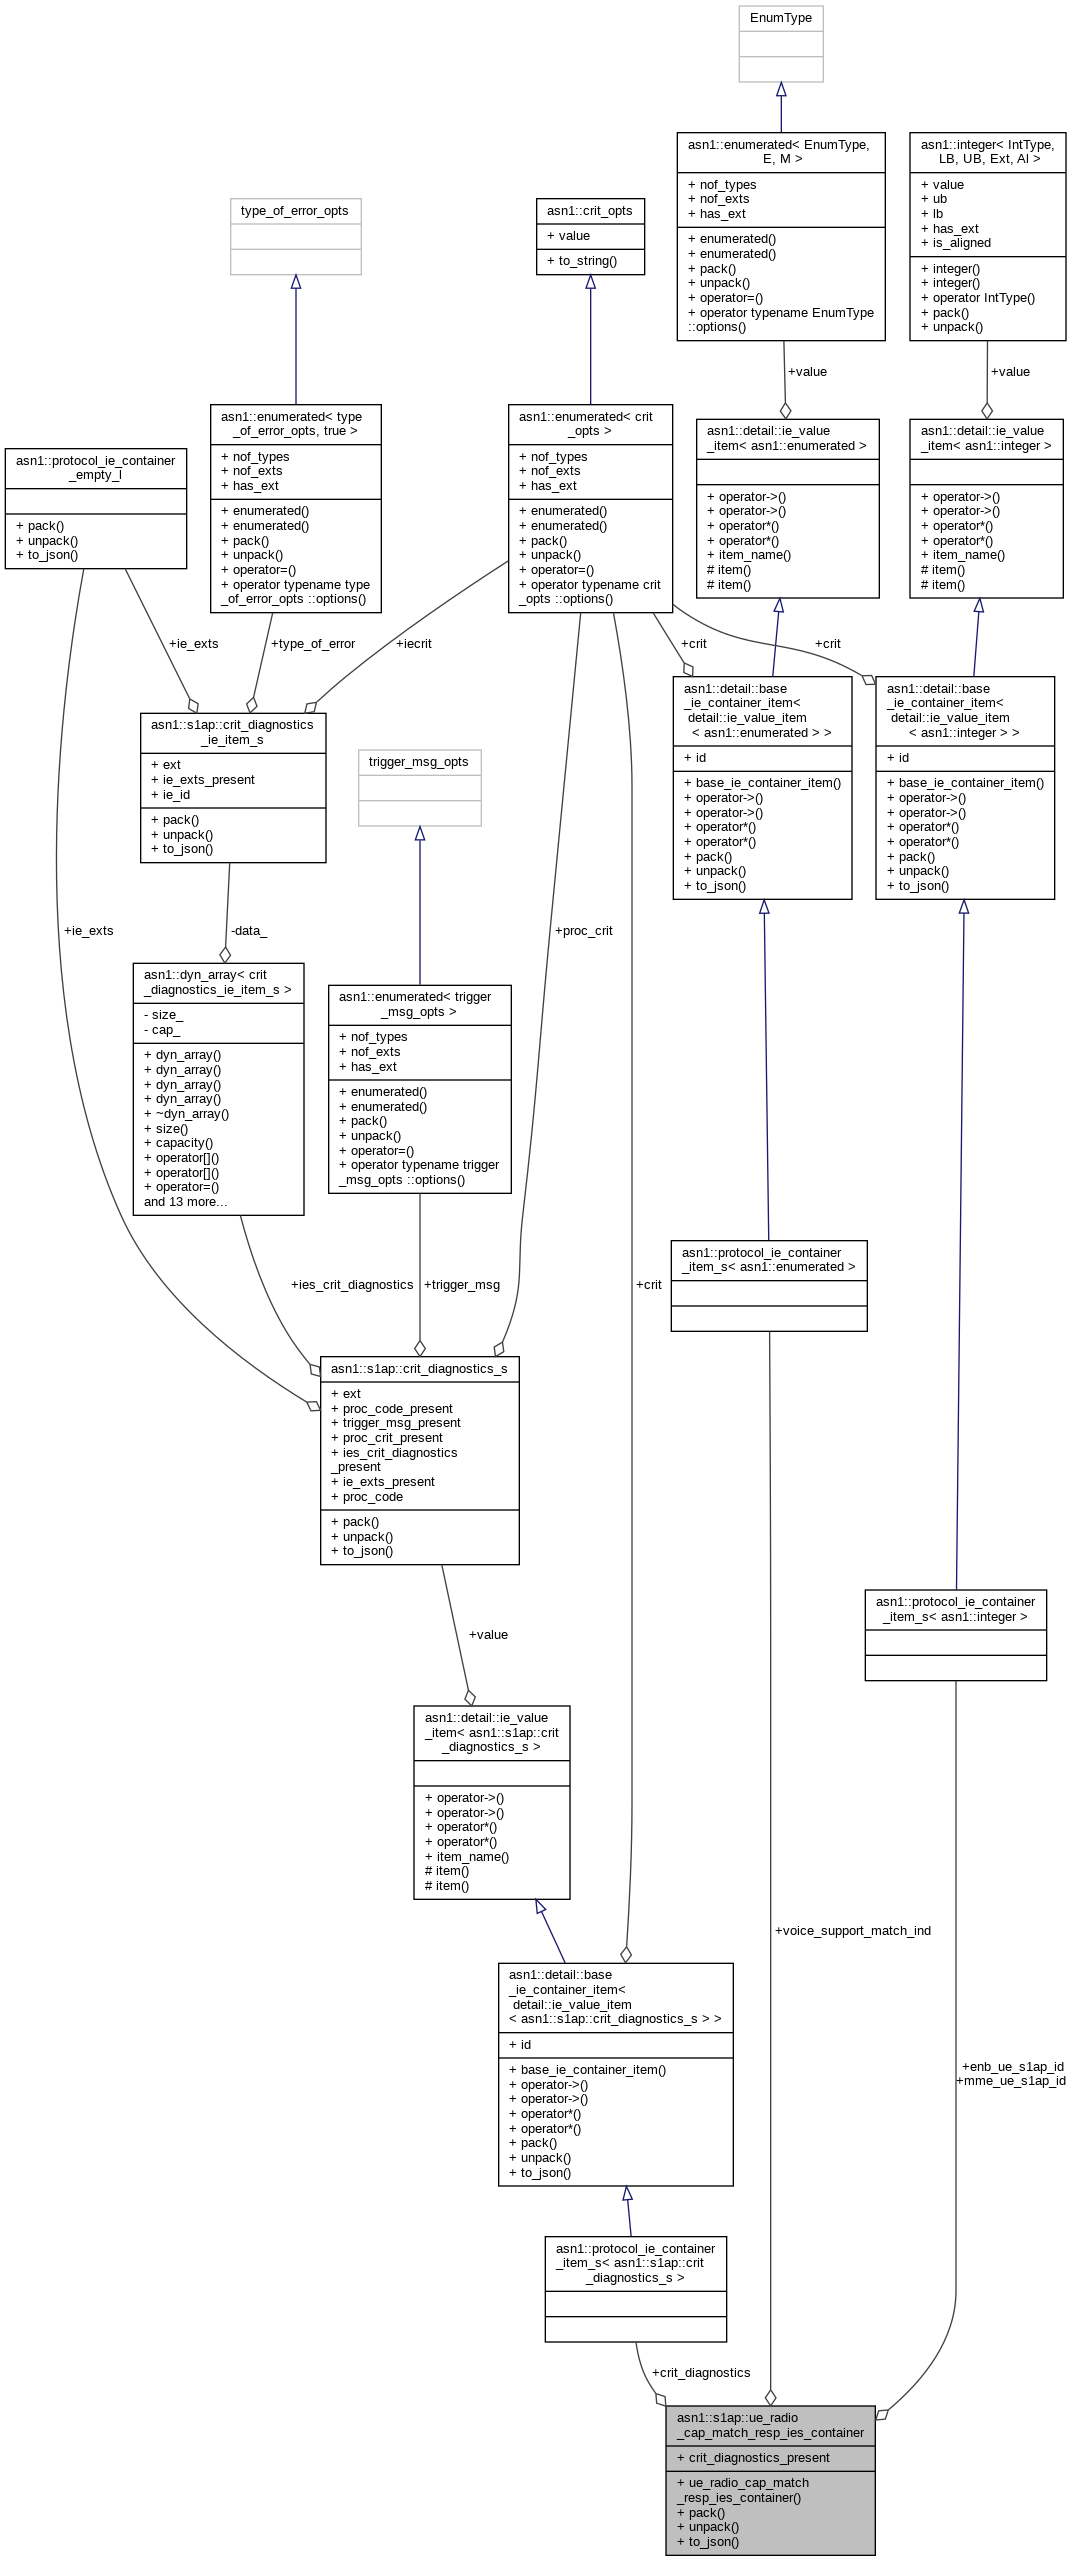 EnumType
asn1::enumerated< EnumType,
E, M >
+ nof_types
+ nof_exts
+ has_ext
+ enumerated()
+ enumerated()
+ pack()
+ unpack()
+ operator=()
+ operator typename EnumType
::options()
asn1::integer< IntType,
LB, UB, Ext, Al >
+ value
+ ub
+ lb
+ has_ext
+ is_aligned
+ integer()
+ integer()
+ operator IntType()
+ pack()
+ unpack()
type_of_error_opts
asn1::crit_opts
+ value
+ to_string()
+value
+value
asn1::protocol_ie_container
_empty_l
+ pack()
+ unpack()
+ to_json()
asn1::enumerated< type
_of_error_opts, true >
+ nof_types
+ nof_exts
+ has_ext
+ enumerated()
+ enumerated()
+ pack()
+ unpack()
+ operator=()
+ operator typename type
_of_error_opts ::options()
asn1::enumerated< crit
_opts >
+ nof_types
+ nof_exts
+ has_ext
+ enumerated()
+ enumerated()
+ pack()
+ unpack()
+ operator=()
+ operator typename crit
_opts ::options()
asn1::detail::ie_value
_item< asn1::enumerated >
+ operator->()
+ operator->()
+ operator*()
+ operator*()
+ item_name()
# item()
# item()
asn1::detail::ie_value
_item< asn1::integer >
+ operator->()
+ operator->()
+ operator*()
+ operator*()
+ item_name()
# item()
# item()
+ie_exts
+type_of_error
+iecrit
+crit
+crit
asn1::s1ap::crit_diagnostics
_ie_item_s
+ ext
+ ie_exts_present
+ ie_id
+ pack()
+ unpack()
+ to_json()
trigger_msg_opts
asn1::detail::base
_ie_container_item<
detail::ie_value_item
< asn1::enumerated > >
+ id
+ base_ie_container_item()
+ operator->()
+ operator->()
+ operator*()
+ operator*()
+ pack()
+ unpack()
+ to_json()
asn1::detail::base
_ie_container_item<
detail::ie_value_item
< asn1::integer > >
+ id
+ base_ie_container_item()
+ operator->()
+ operator->()
+ operator*()
+ operator*()
+ pack()
+ unpack()
+ to_json()
+ie_exts
-data_
+proc_crit
asn1::dyn_array< crit
_diagnostics_ie_item_s >
- size_
- cap_
+ dyn_array()
+ dyn_array()
+ dyn_array()
+ dyn_array()
+ ~dyn_array()
+ size()
+ capacity()
+ operator[]()
+ operator[]()
+ operator=()
and 13 more...
asn1::enumerated< trigger
_msg_opts >
+ nof_types
+ nof_exts
+ has_ext
+ enumerated()
+ enumerated()
+ pack()
+ unpack()
+ operator=()
+ operator typename trigger
_msg_opts ::options()
asn1::protocol_ie_container
_item_s< asn1::enumerated >
+ies_crit_diagnostics
+trigger_msg
+crit
asn1::s1ap::crit_diagnostics_s
+ ext
+ proc_code_present
+ trigger_msg_present
+ proc_crit_present
+ ies_crit_diagnostics
_present
+ ie_exts_present
+ proc_code
+ pack()
+ unpack()
+ to_json()
asn1::protocol_ie_container
_item_s< asn1::integer >
+value
asn1::detail::ie_value
_item< asn1::s1ap::crit
_diagnostics_s >
+ operator->()
+ operator->()
+ operator*()
+ operator*()
+ item_name()
# item()
# item()
+voice_support_match_ind
asn1::detail::base
_ie_container_item<
detail::ie_value_item
< asn1::s1ap::crit_diagnostics_s > >
+ id
+ base_ie_container_item()
+ operator->()
+ operator->()
+ operator*()
+ operator*()
+ pack()
+ unpack()
+ to_json()
+enb_ue_s1ap_id
+mme_ue_s1ap_id
asn1::protocol_ie_container
_item_s< asn1::s1ap::crit
_diagnostics_s >
+crit_diagnostics
asn1::s1ap::ue_radio
_cap_match_resp_ies_container
+ crit_diagnostics_present
+ ue_radio_cap_match
_resp_ies_container()
+ pack()
+ unpack()
+ to_json()